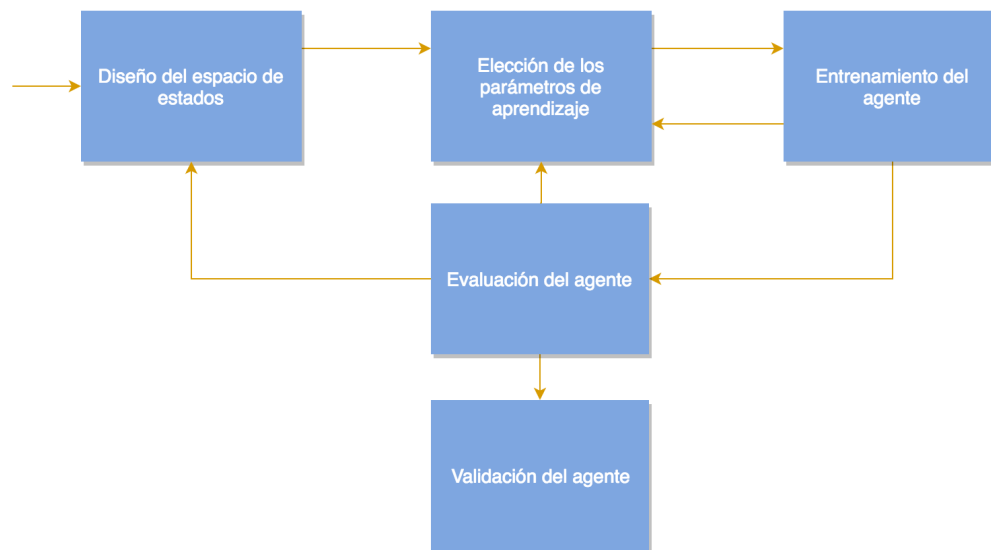 Diseño del espacio de
estados
Elección de los
parámetros de
aprendizaje
Entrenamiento del
agente
Evaluación del agente
Validación del agente